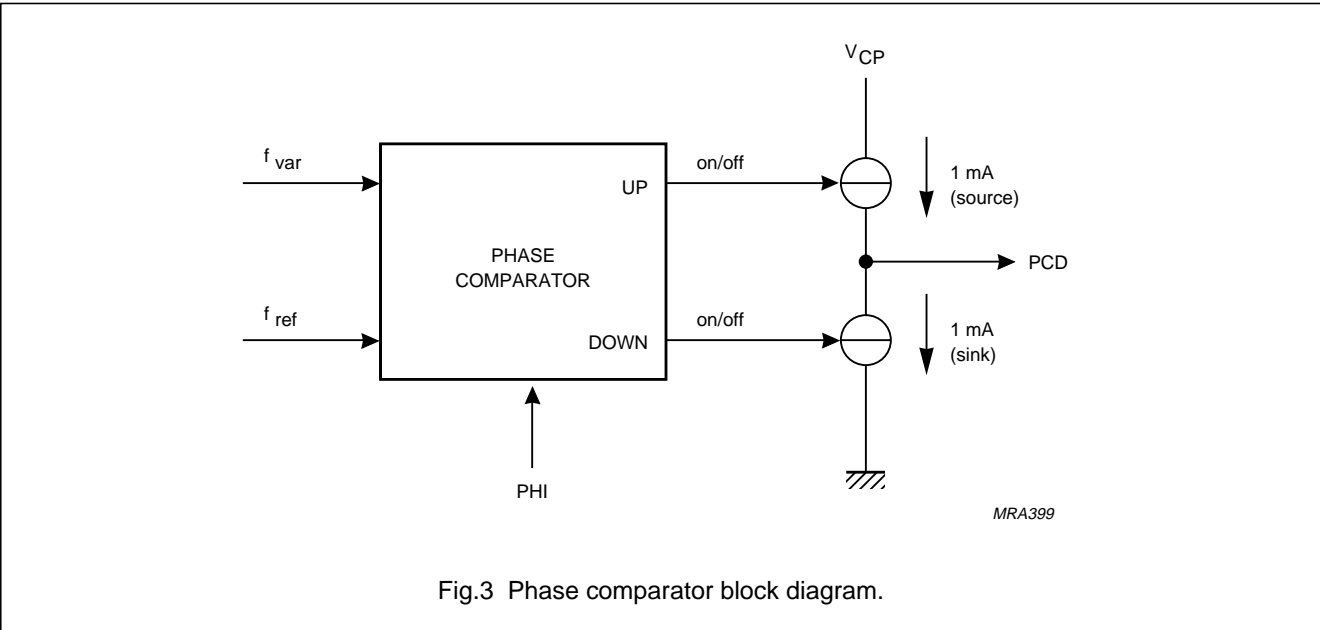 V CP
f var
on/off
1 mA
(source)
UP
PHASE
COMPARATOR
PCD
f ref
on/off
1 mA
(sink)
DOWN
PHI
MRA399
Fig.3 Phase comparator block diagram.